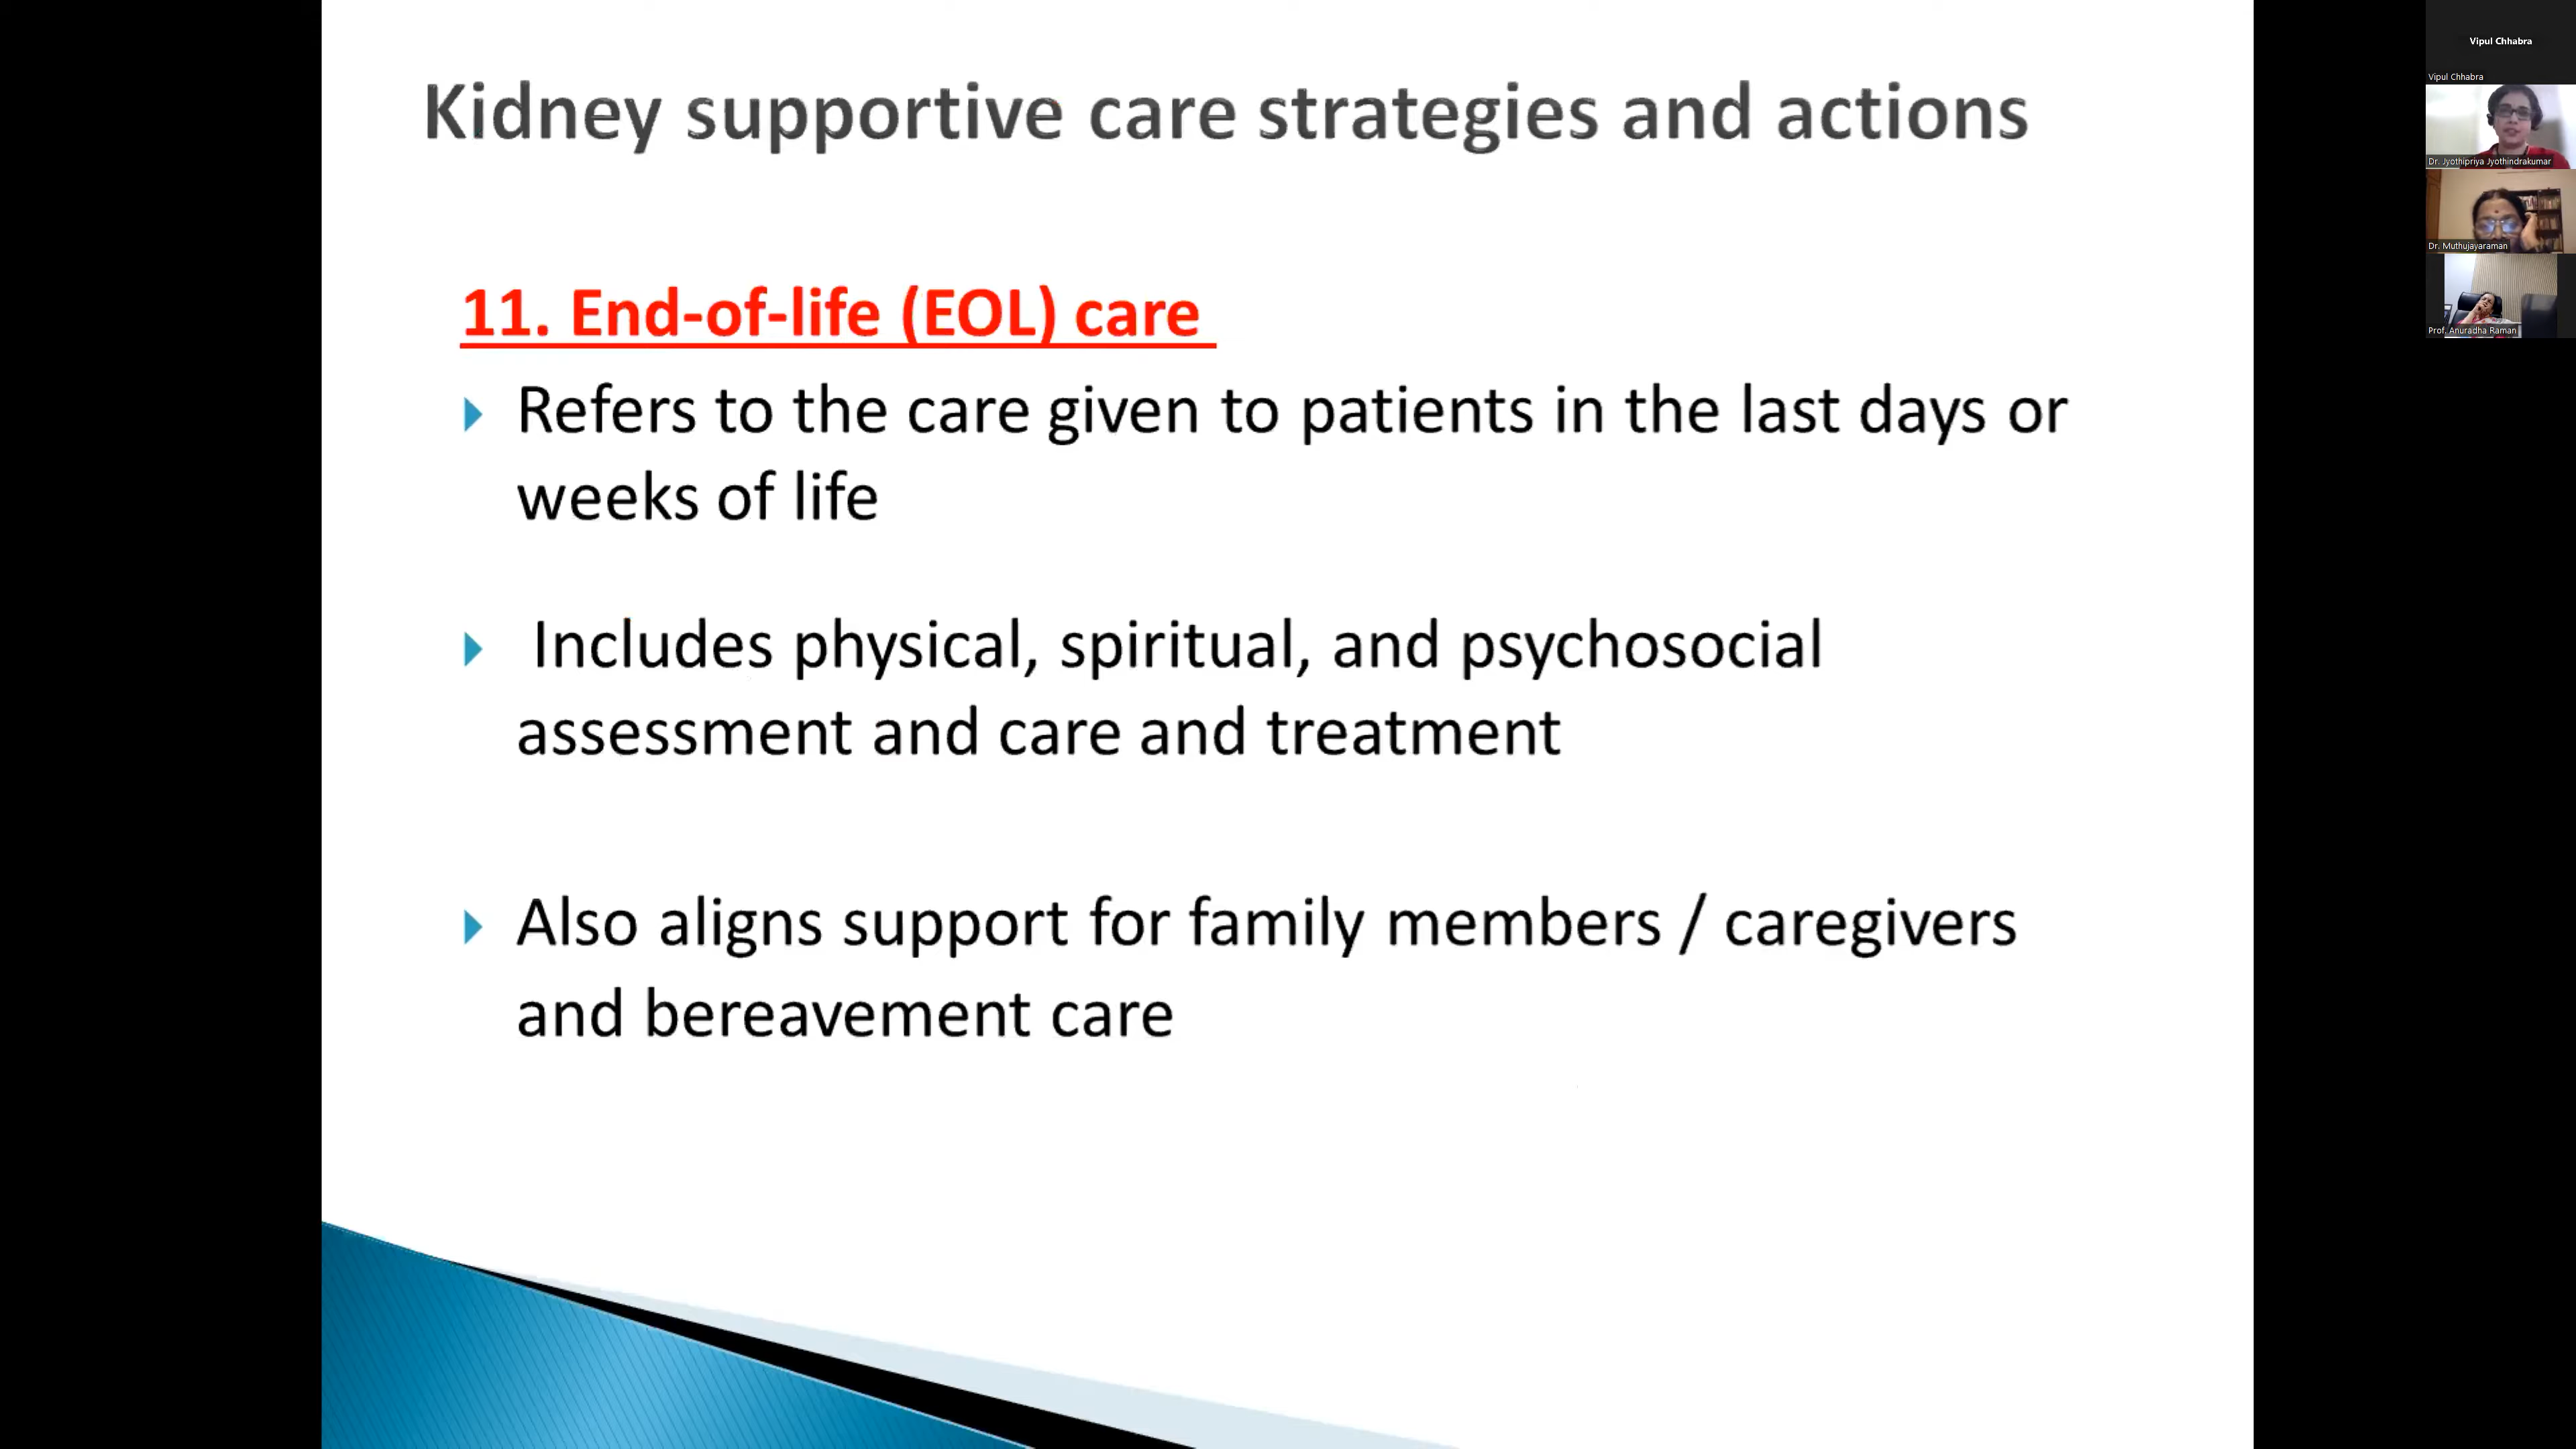 Kidney supportive care strategies and actions
11. End-of-life (EOL) care
Refers to the care given to patients in the last days or
weeks of life
Includes physical, spiritual, and psychosocial
assessment and care and treatment
Also aligns support for family members / caregivers
and bereavement care
Vipul Chhabra
Vipul Chhabra
Dr. Jyothipriya Jyothindrakumar
Dr. Muthujayaraman
Prof. Anuradha Raman